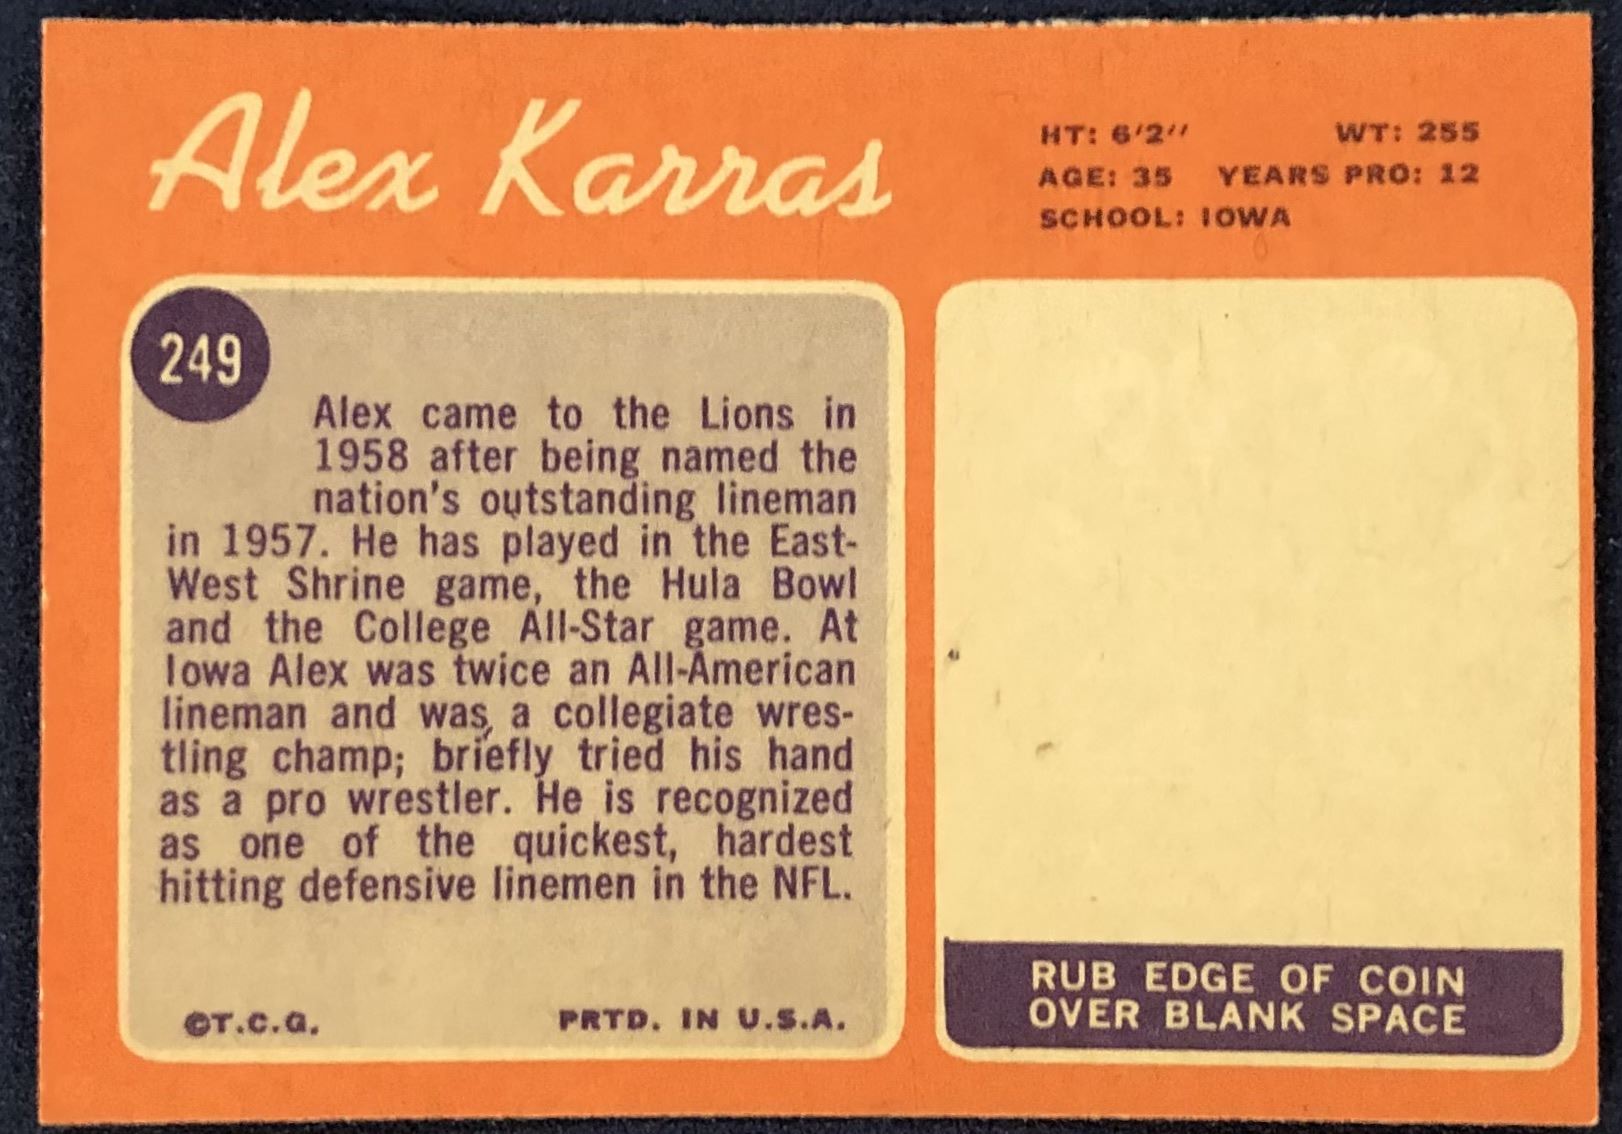 Alex Karras
HT: 6'2" WT: 255
AGE: 35 YEARS PRO: 12
SCHOOL: IOWA
249
Alex came to the Lions in
1958 after being named the
nation's outstanding lineman
in 1957. He has played in the East-
West Shrine game, the Hula Bowl
and the College All-Star game. At
Iowa Alex was twice an All-American
lineman and was a collegiate wres-
tling champ; briefly tried his hand
as a pro wrestler. He is recognized
as one of the quickest, hardest
hitting defensive linemen in the NFL.
©T.C.G. PRTD. IN U.S.A.
RUB EDGE OF COIN
OVER BLANK SPACE